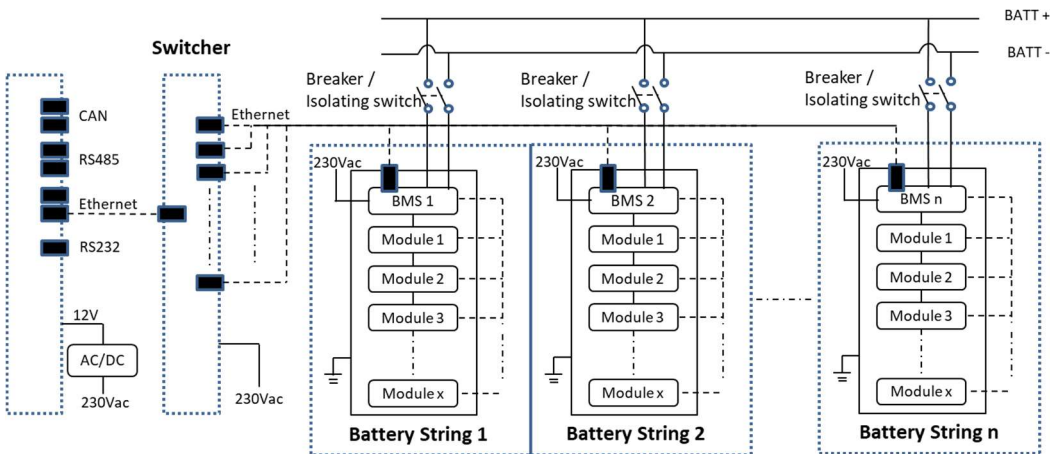 BATT +
Switcher
BATT -
Breaker /
Isolating switch
Breaker /
Isolating switch
Breaker /
Isolating switch
CAN
Ethernet
RS485
230Vac
230Vac
230Vac
Ethernet
BMS 1
BMS 2
BMS n
RS232
Module 1
Module 1
Module 1
Module 2
Module 2
Module 2
12V
Module 3
Module 3
Module 3
AC/DC
230Vac
230Vac
Module x
Module x
Module x
Battery String 1
Battery String 2
Battery String n